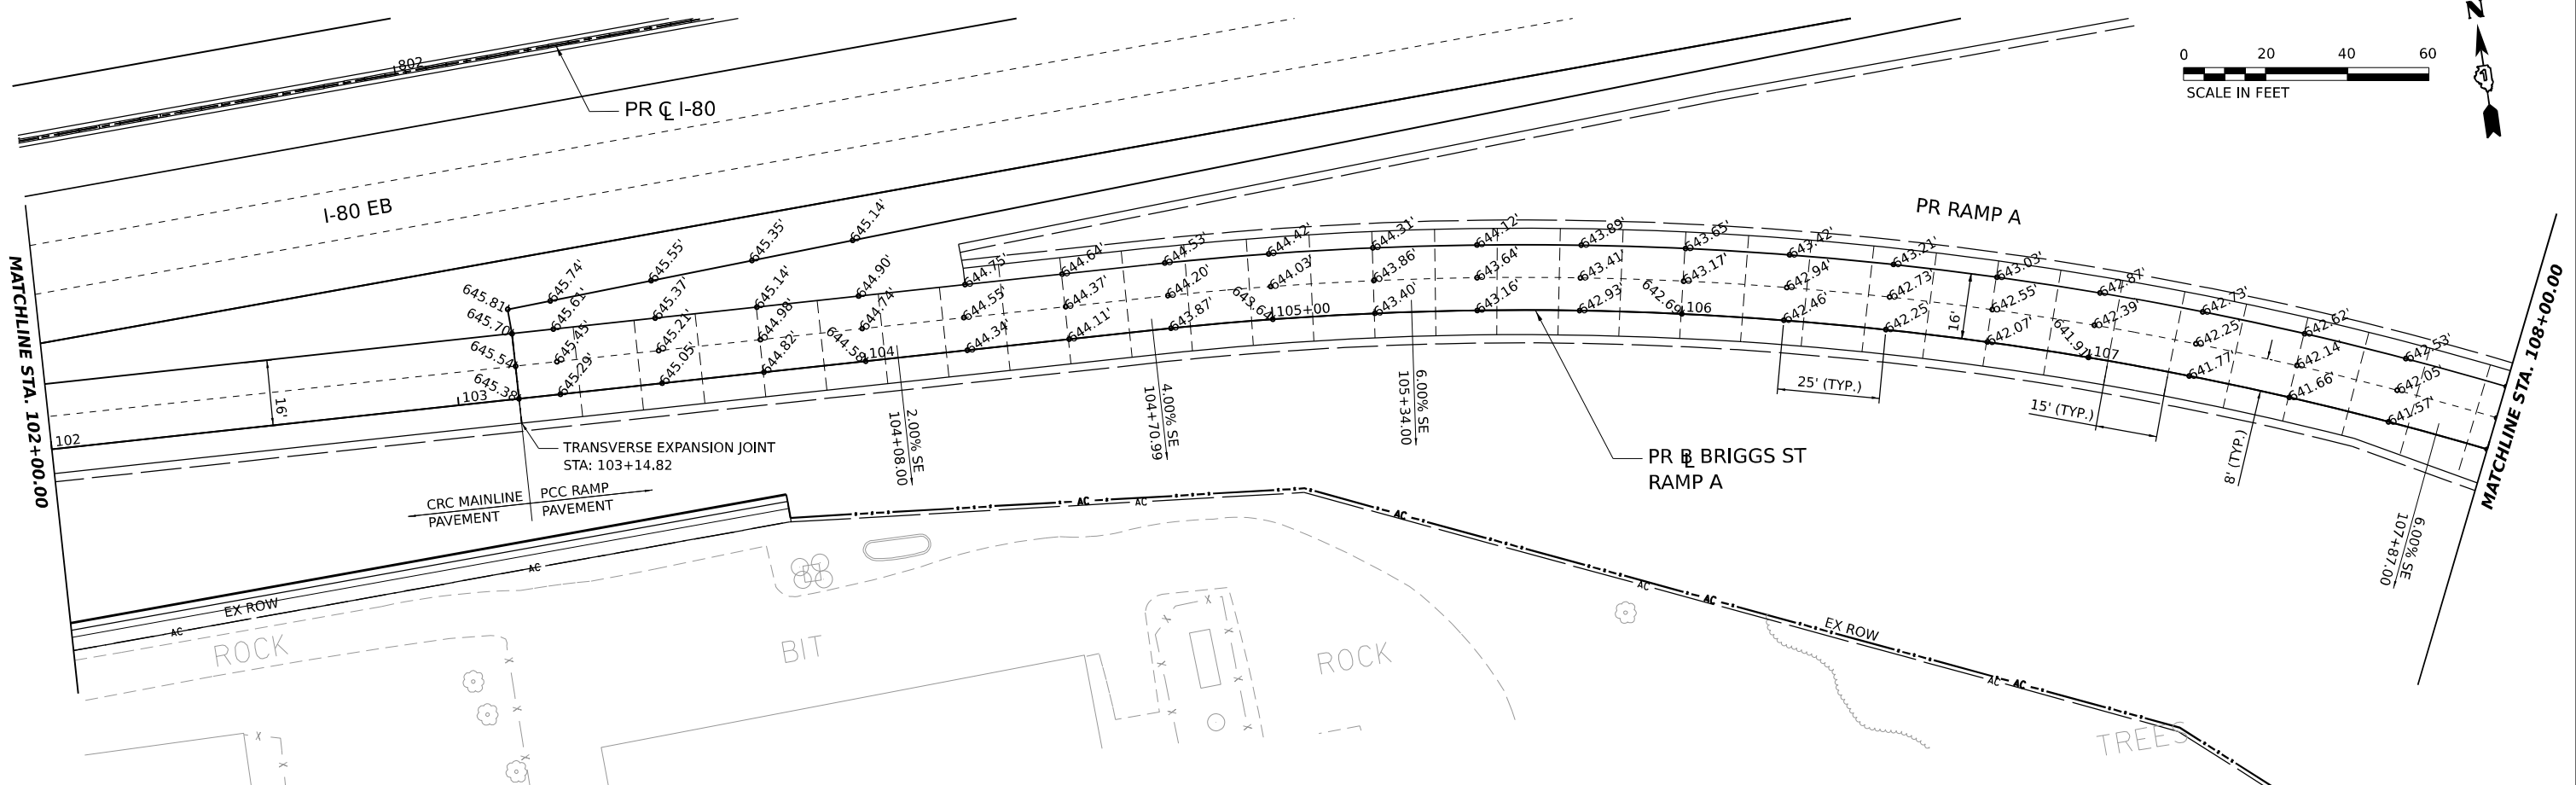 802
PR ℄ I-80
N
0 20 40 60
SCALE IN FEET
I-80 EB
PR RAMP A
MATCHLINE STA. 102+00.00
MATCHLINE STA. 108+00.00
645.81'
645.74'
645.55'
645.35'
645.14'
645.70'
645.61'
645.37'
645.14'
644.90'
644.75'
644.64'
644.53'
644.42'
644.31'
644.12'
643.89'
643.65'
643.42'
643.21'
643.03'
642.87'
642.73'
642.62'
642.53'
645.54'
645.45'
645.21'
644.98'
644.74'
644.55'
644.37'
644.20'
644.03'
643.86'
643.64'
643.41'
643.17'
642.94'
642.73'
642.55'
642.39'
642.25'
642.14'
642.05'
645.38'
645.29'
645.05'
644.82'
644.58'
644.34'
644.11'
643.87'
643.40'
643.16'
642.93'
642.69'
642.46'
642.25'
642.07'
641.77'
641.66'
641.57'
102
103
104
105+00
106
107
16'
16'
25' (TYP.)
15' (TYP.)
8' (TYP.)
2.00% SE
104+08.00
4.00% SE
104+70.99
6.00% SE
105+34.00
6.00% SE
107+87.00
TRANSVERSE EXPANSION JOINT
STA: 103+14.82
CRC MAINLINE
PAVEMENT
PCC RAMP
PAVEMENT
PR ⅊ BRIGGS ST
RAMP A
EX ROW
EX ROW
AC
AC
AC
AC
AC
AC
AC
AC
AC
ROCK
BIT
ROCK
TREES